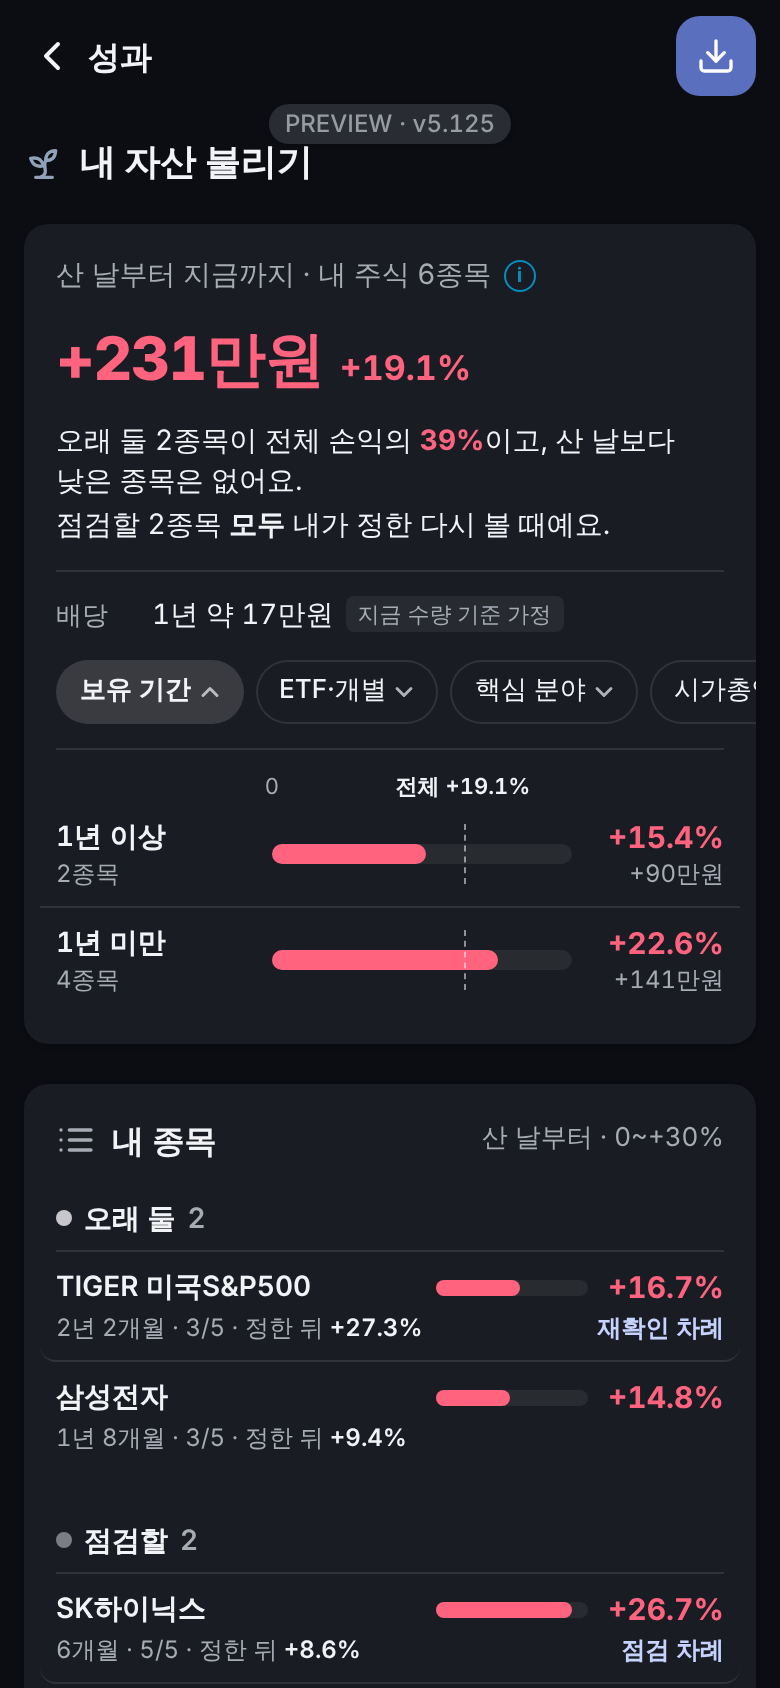 성과
PREVIEW · v5.125
내 자산 불리기
산 날부터 지금까지 · 내 주식 6종목 i
+231만원 +19.1%
오래 둘 2종목이 전체 손익의 39%이고, 산 날보다
낮은 종목은 없어요.
점검할 2종목 모두 내가 정한 다시 볼 때예요.
배당 1년 약 17만원 지금 수량 기준 가정
보유 기간 ETF·개별 핵심 분야 시가총
0 전체 +19.1%
1년 이상 +15.4%
2종목 +90만원
1년 미만 +22.6%
4종목 +141만원
내 종목 산 날부터 · 0~+30%
오래 둘 2
TIGER 미국S&P500 +16.7%
2년 2개월 · 3/5 · 정한 뒤 +27.3% 재확인 차례
삼성전자 +14.8%
1년 8개월 · 3/5 · 정한 뒤 +9.4%
점검할 2
SK하이닉스 +26.7%
6개월 · 5/5 · 정한 뒤 +8.6% 점검 차례